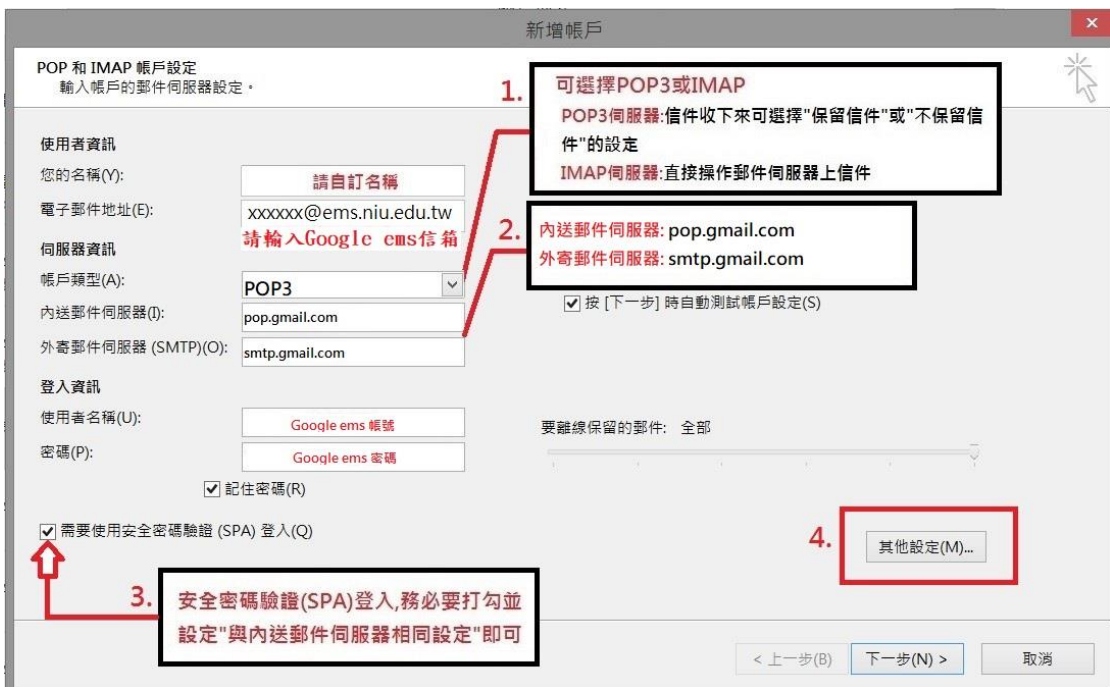 新增帳戶
POP 和 IMAP 帳戶設定
輸入帳戶的郵件伺服器設定。
1.
可選擇POP3或IMAP
POP3伺服器:信件收下來可選擇"保留信件"或"不保留信
件"的設定
IMAP伺服器:直接操作郵件伺服器上信件
使用者資訊
您的名稱(Y):
請自訂名稱
電子郵件地址(E):
xxxxxx@ems.niu.edu.tw
請輸入Google ems信箱
2.
內送郵件伺服器: pop.gmail.com
外寄郵件伺服器: smtp.gmail.com
伺服器資訊
帳戶類型(A):
POP3
按 [下一步] 時自動測試帳戶設定(S)
內送郵件伺服器(I):
pop.gmail.com
外寄郵件伺服器 (SMTP)(O):
smtp.gmail.com
登入資訊
使用者名稱(U):
Google ems 帳號
密碼(P):
Google ems 密碼
要離線保留的郵件: 全部
記住密碼(R)
需要使用安全密碼驗證 (SPA) 登入(Q)
4.
其他設定(M)...
3.
安全密碼驗證(SPA)登入,務必要打勾並
設定"與內送郵件伺服器相同設定"即可
< 上一步(B)
下一步(N) >
取消